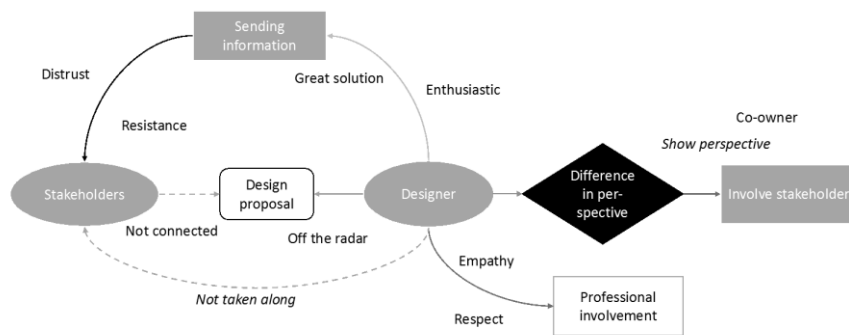 Sending
information
Distrust
Great solution
Enthusiastic
Resistance
Co-owner
Show perspective
Stakeholders
Design
proposal
Designer
Difference
in per-
spective
Involve stakeholder
Not connected
Off the radar
Not taken along
Empathy
Respect
Professional
involvement